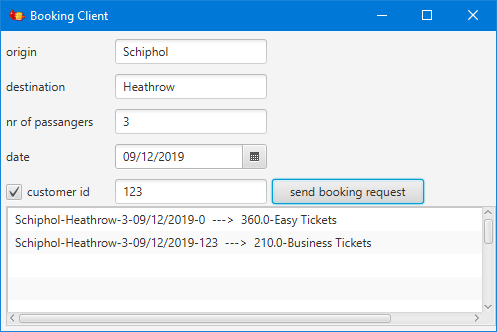 Booking Client
origin Schiphol
destination Heathrow
nr of passangers 3
date 09/12/2019
customer id 123 send booking request
Schiphol-Heathrow-3-09/12/2019-0 ---> 360.0-Easy Tickets
Schiphol-Heathrow-3-09/12/2019-123 ---> 210.0-Business Tickets